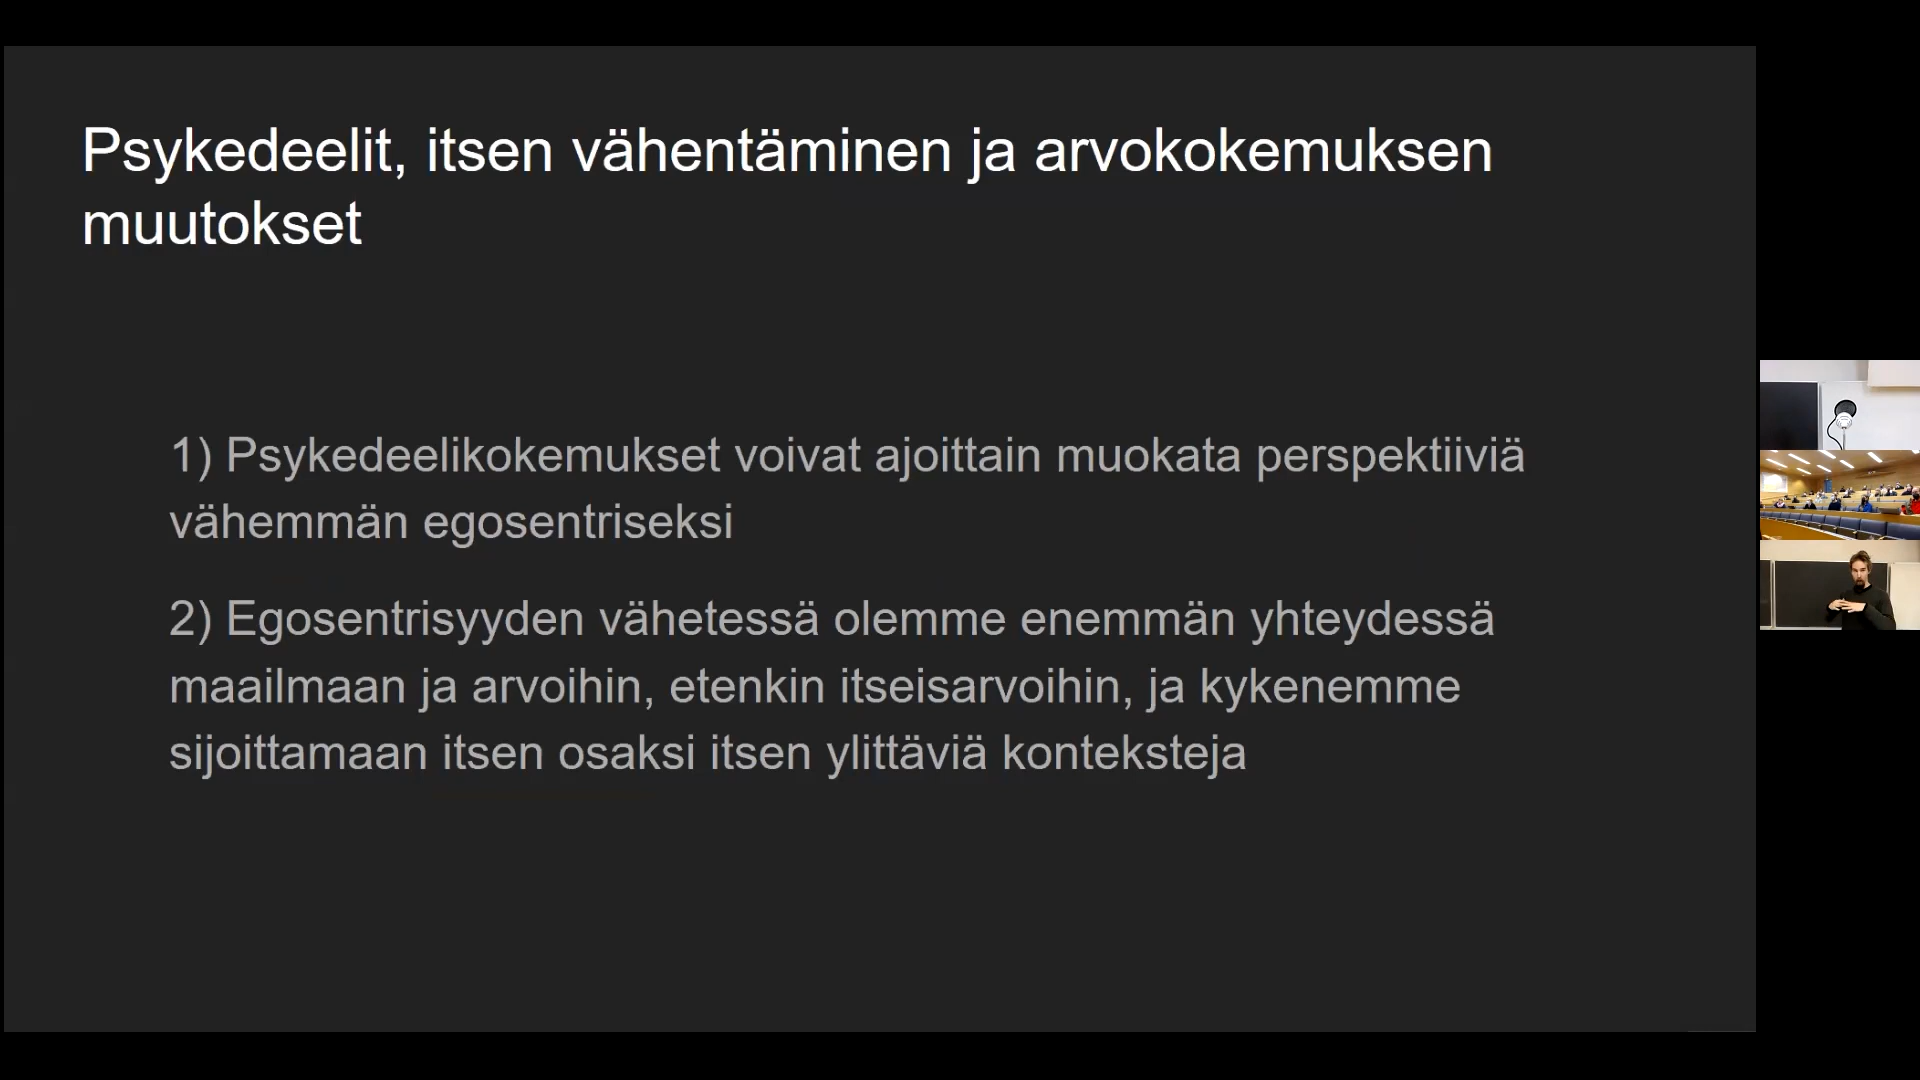 Psykedeelit, itsen vähentäminen ja arvokokemuksen
muutokset
1) Psykedeelikokemukset voivat ajoittain muokata perspektiiviä
vähemmän egosentriseksi
2) Egosentrisyyden vähetessä olemme enemmän yhteydessä
maailmaan ja arvoihin, etenkin itseisarvoihin, ja kykenemme
sijoittamaan itsen osaksi itsen ylittäviä konteksteja